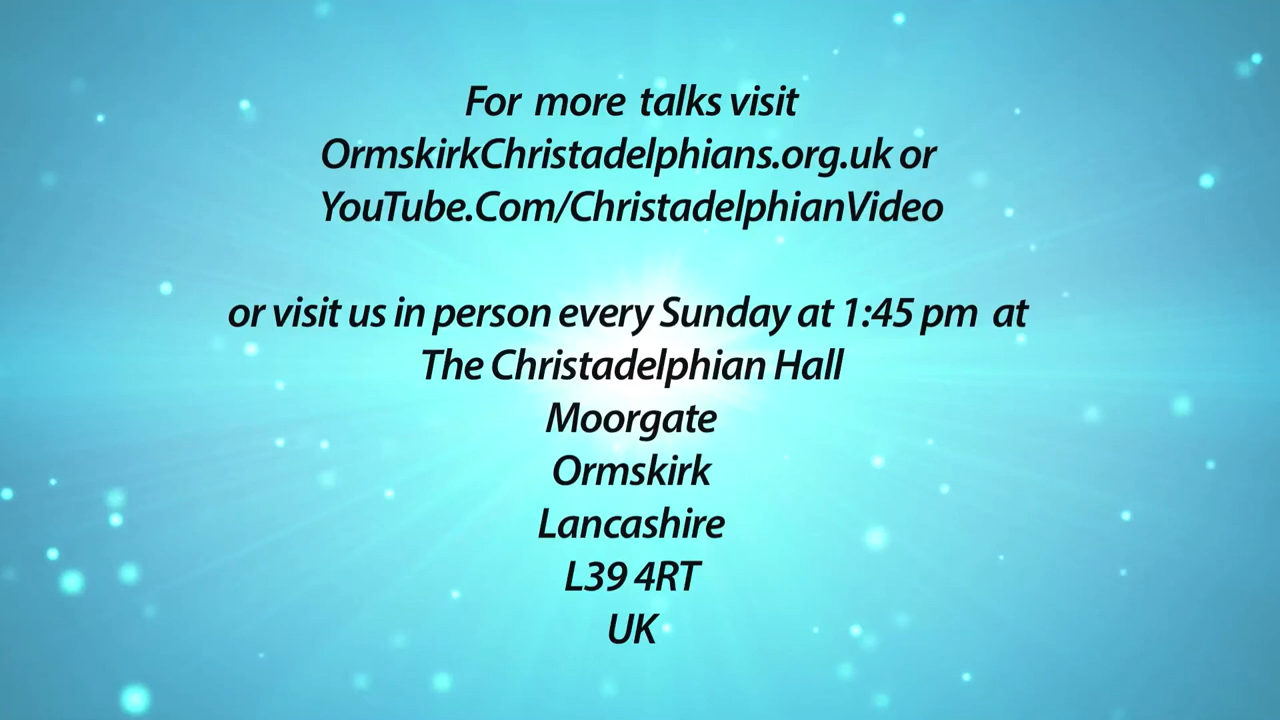 For more talks visit
OrmskirkChristadelphians.org.uk or
YouTube.Com/ChristadelphianVideo
or visit us in person every Sunday at 1:45 pm at
The Christadelphian Hall
Moorgate
Ormskirk
Lancashire
L39 4RT
UK